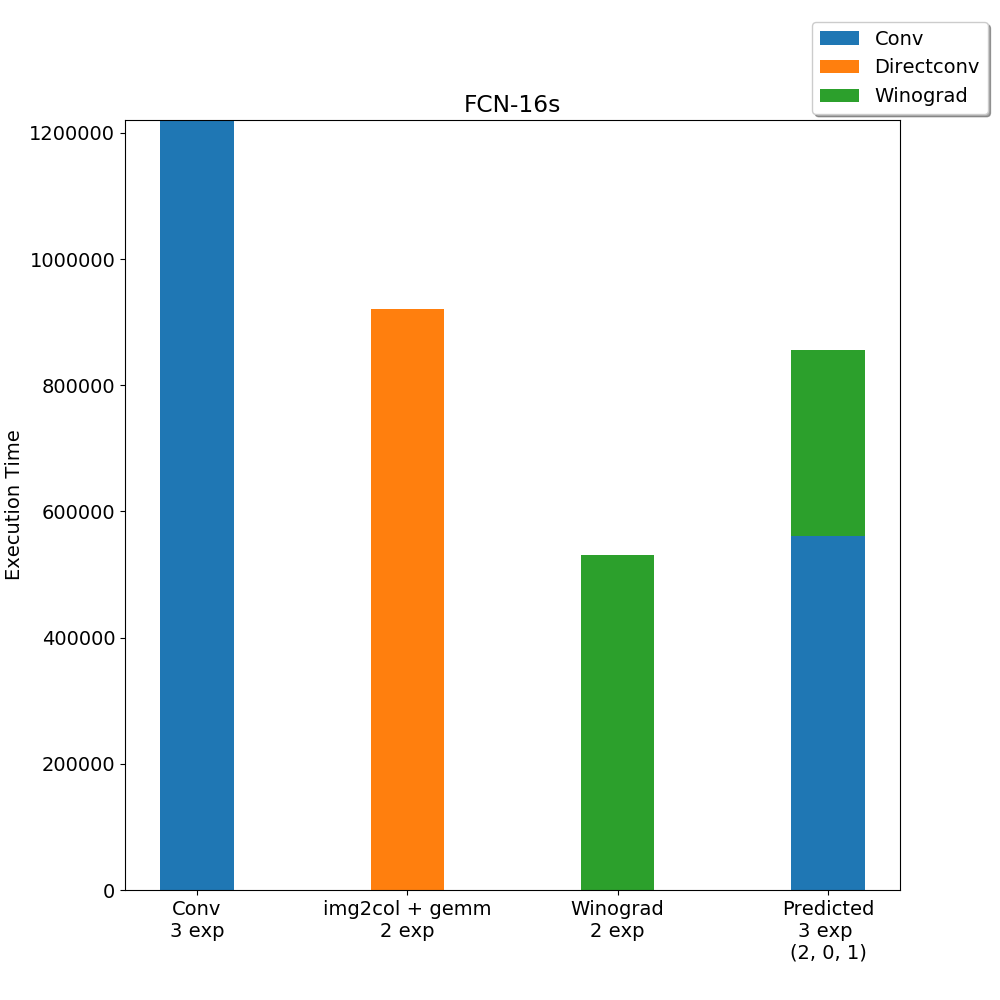 Conv
Directconv
Winograd
FCN-16s
Execution Time
1200000
1000000
800000
600000
400000
200000
0
Conv
3 exp
img2col + gemm
2 exp
Winograd
2 exp
Predicted
3 exp
(2, 0, 1)